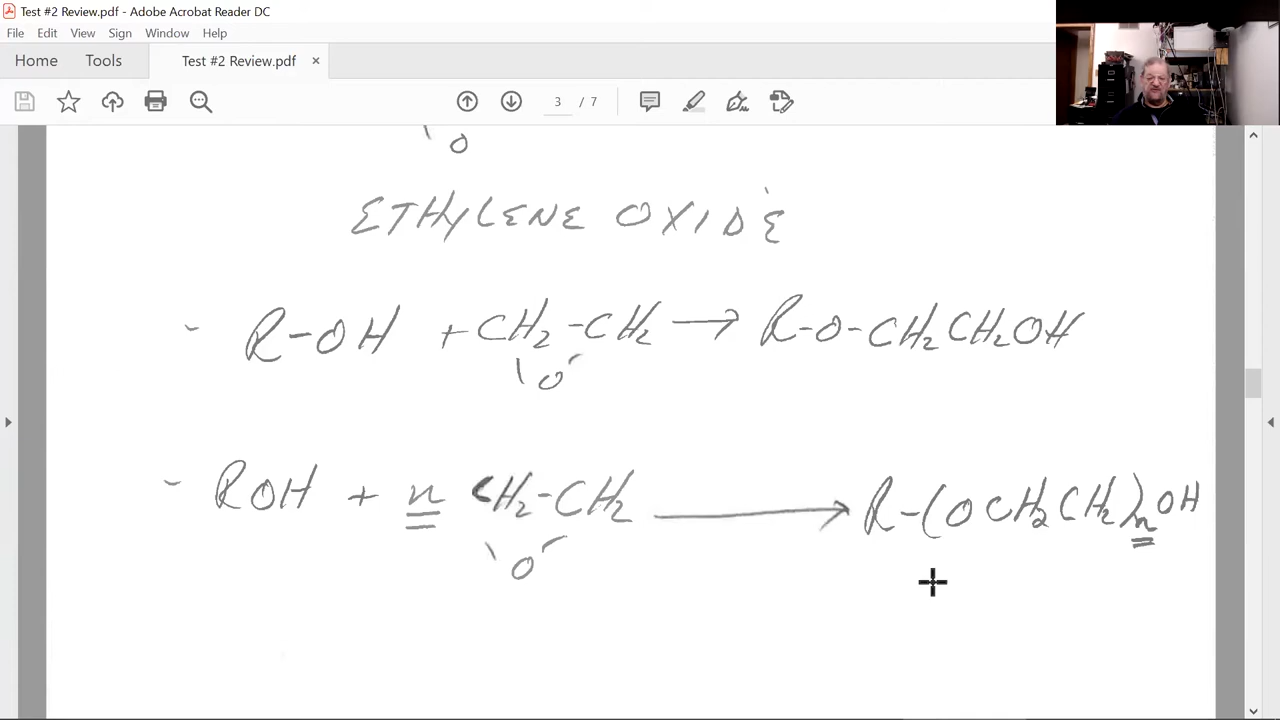 Test #2 Review.pdf - Adobe Acrobat Reader DC
File Edit View Sign Window Help
Home Tools Test #2 Review.pdf ×
3 / 7
\ O
ETHYLENE OXIDE
- R-OH + CH₂-CH₂ → R-O-CH₂CH₂OH
\ O /
- ROH + n CH₂-CH₂ → R-(OCH₂CH₂)ₙOH
\ O /